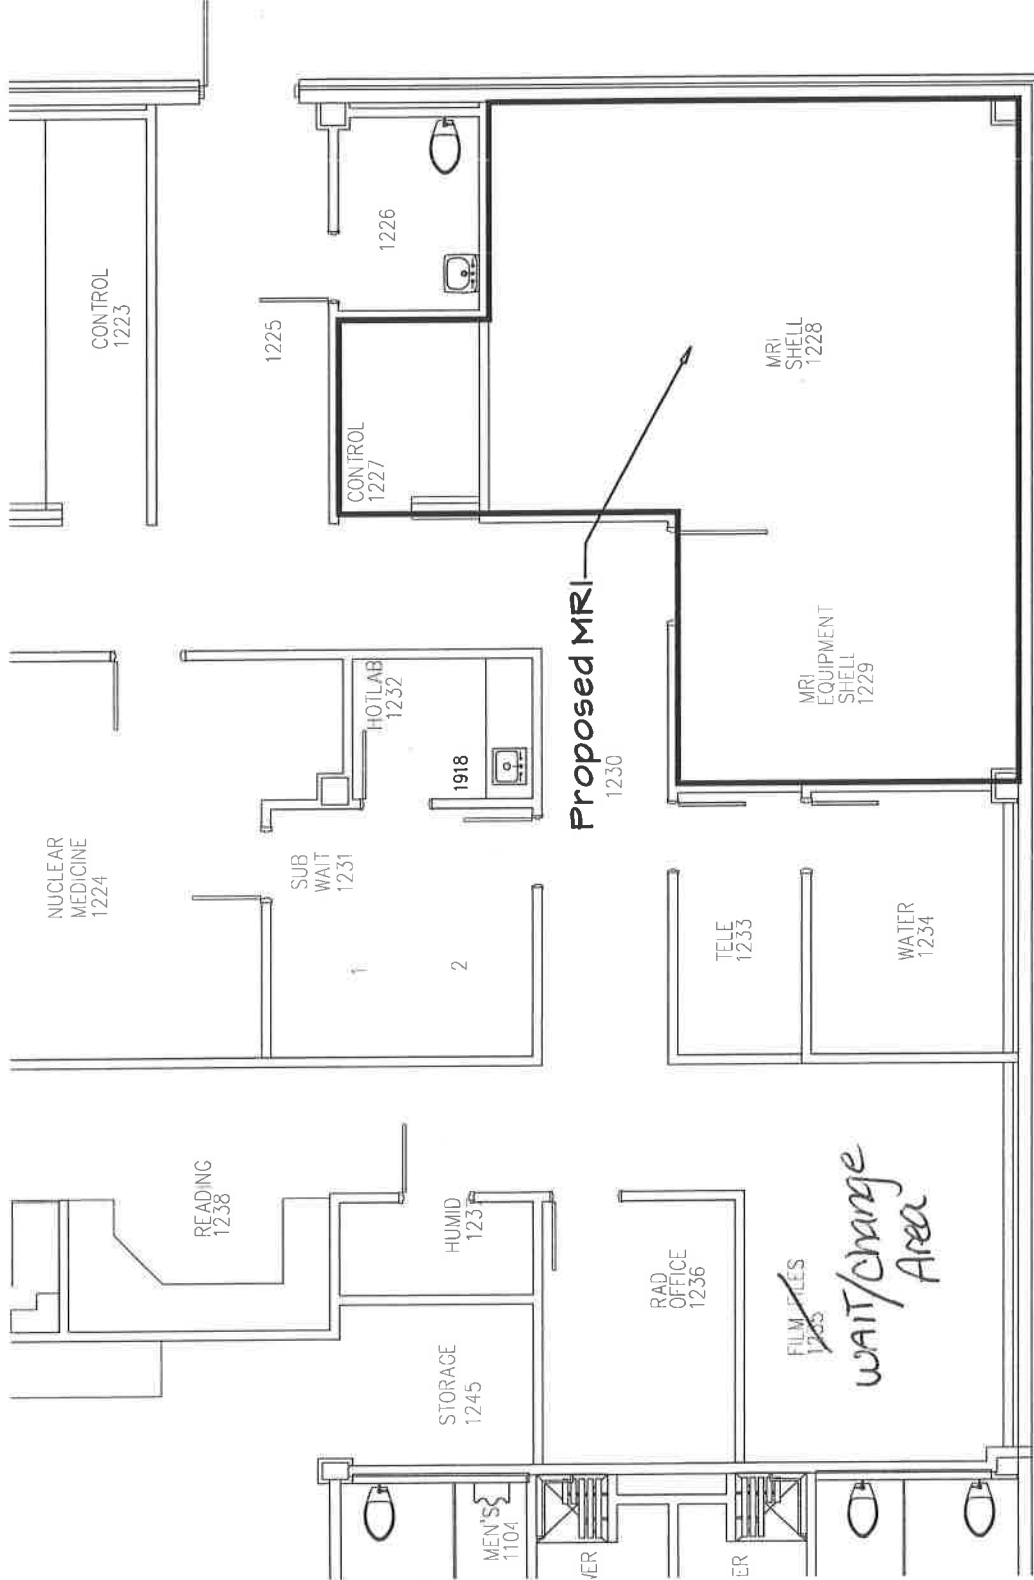 NUCLEAR
MEDICINE
1224
CONTROL
1223
READING
1238
1225
SUB
WAIT
1231
1226
CONTROL
1227
HOTLAB
1232
1
2
STORAGE
1245
HUMID
1918
MEN'S
1104
Proposed MRI
1230
RAD
OFFICE
1236
TELE
1233
MRI
SHELL
1228
FILM FILES
1235
MRI
EQUIPMENT
SHELL
1229
WAIT/change
Area
WATER
1234